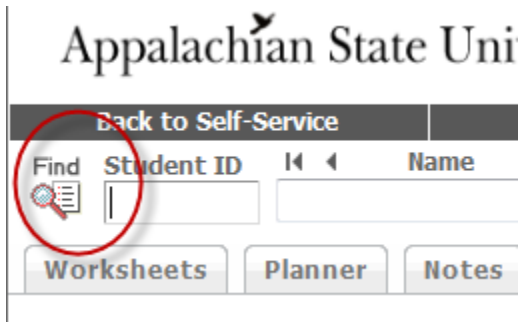 Appalachian State Uni
Back to Self-Service
Find Student ID Name
Worksheets Planner Notes